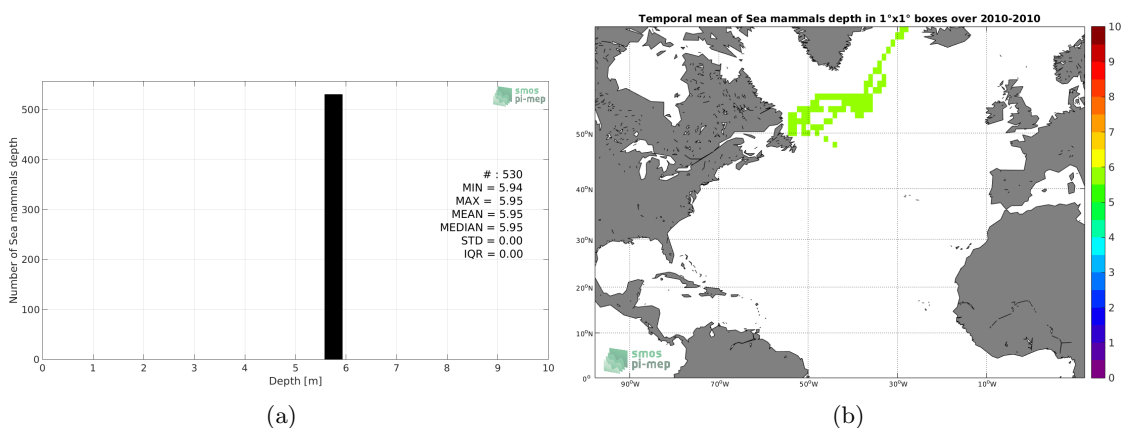 Number of Sea mammals depth
500
400
300
200
100
0
smos
pi-mep
# : 530
MIN = 5.94
MAX = 5.95
MEAN = 5.95
MEDIAN = 5.95
STD = 0.00
IQR = 0.00
0 1 2 3 4 5 6 7 8 9 10
Depth [m]
(a)
Temporal mean of Sea mammals depth in 1°x1° boxes over 2010-2010
50°N
40°N
30°N
20°N
10°N
0°
90°W 70°W 50°W 30°W 10°W
smos
pi-mep
10
9
8
7
6
5
4
3
2
1
0
(b)